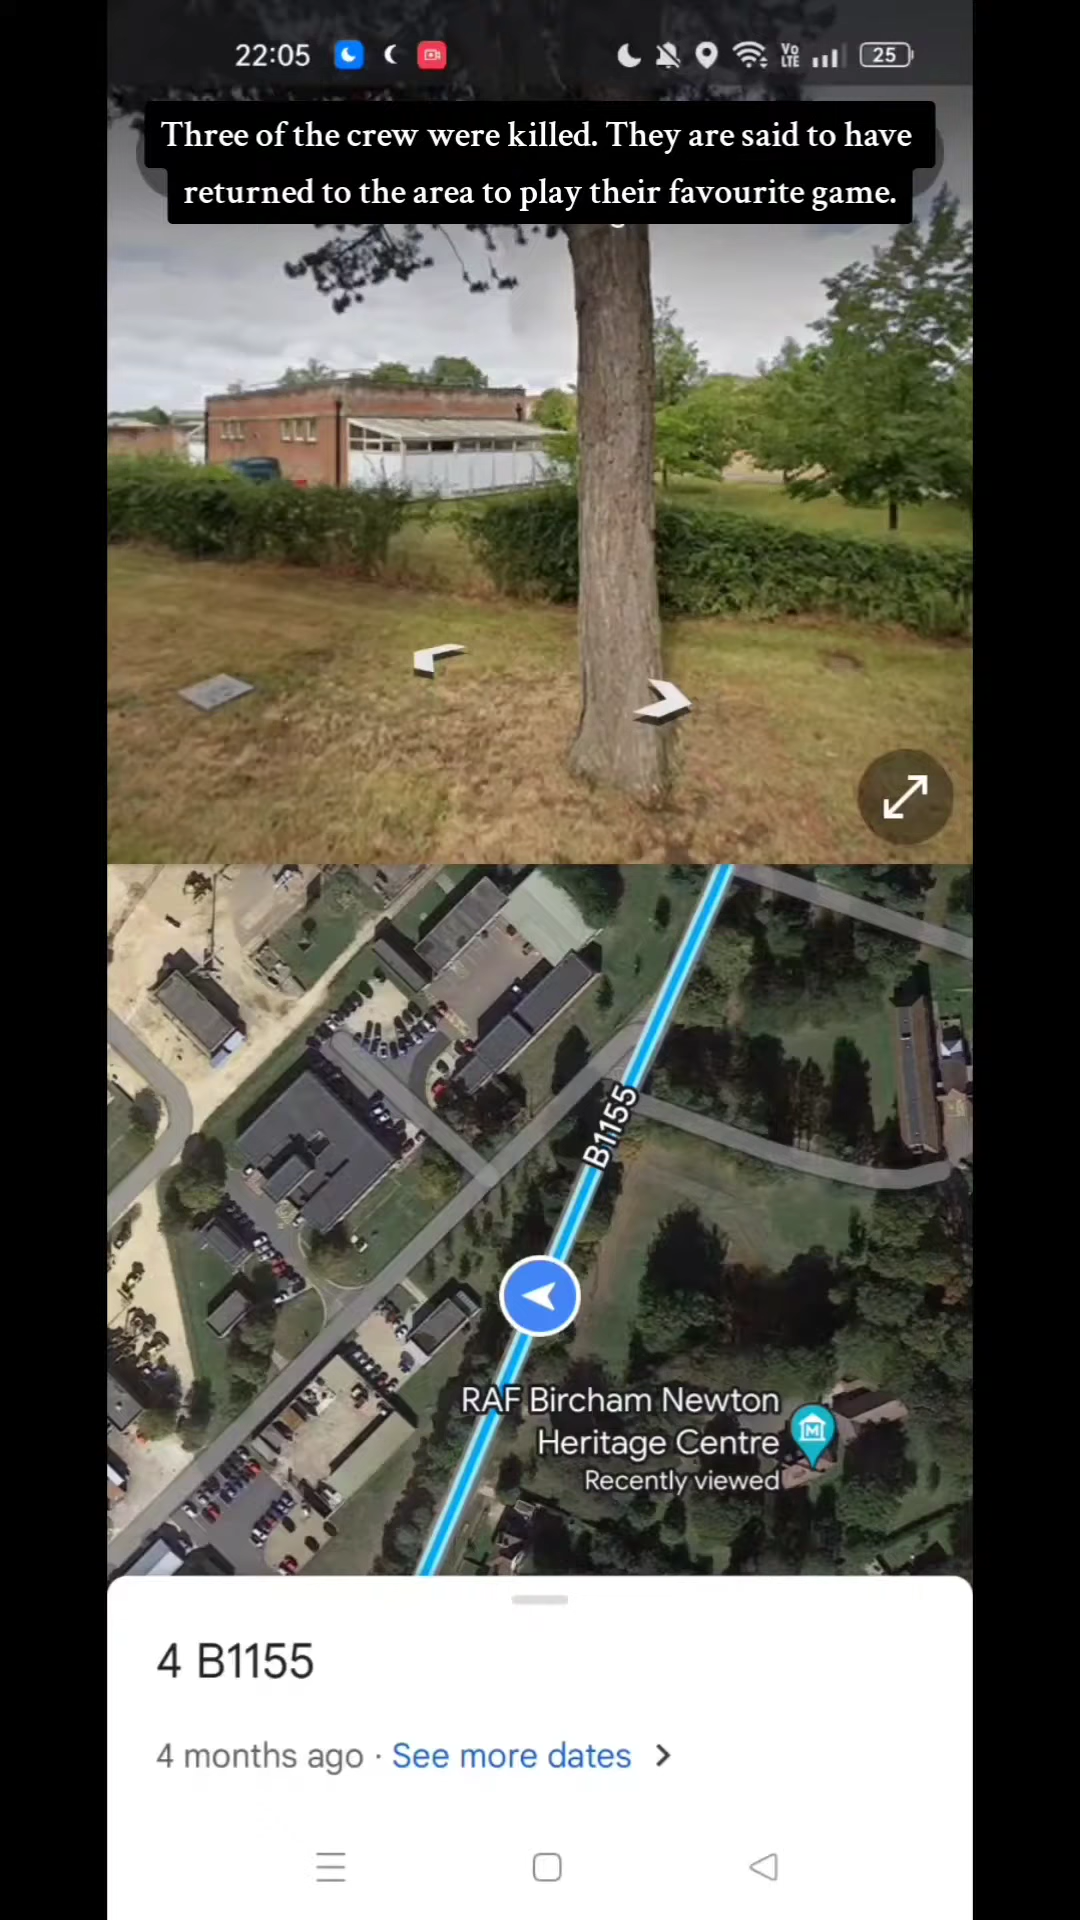 22:05
Vo
LTE
25
Three of the crew were killed. They are said to have
returned to the area to play their favourite game.
B1155
RAF Bircham Newton
Heritage Centre
M
Recently viewed
4 B1155
4 months ago · See more dates